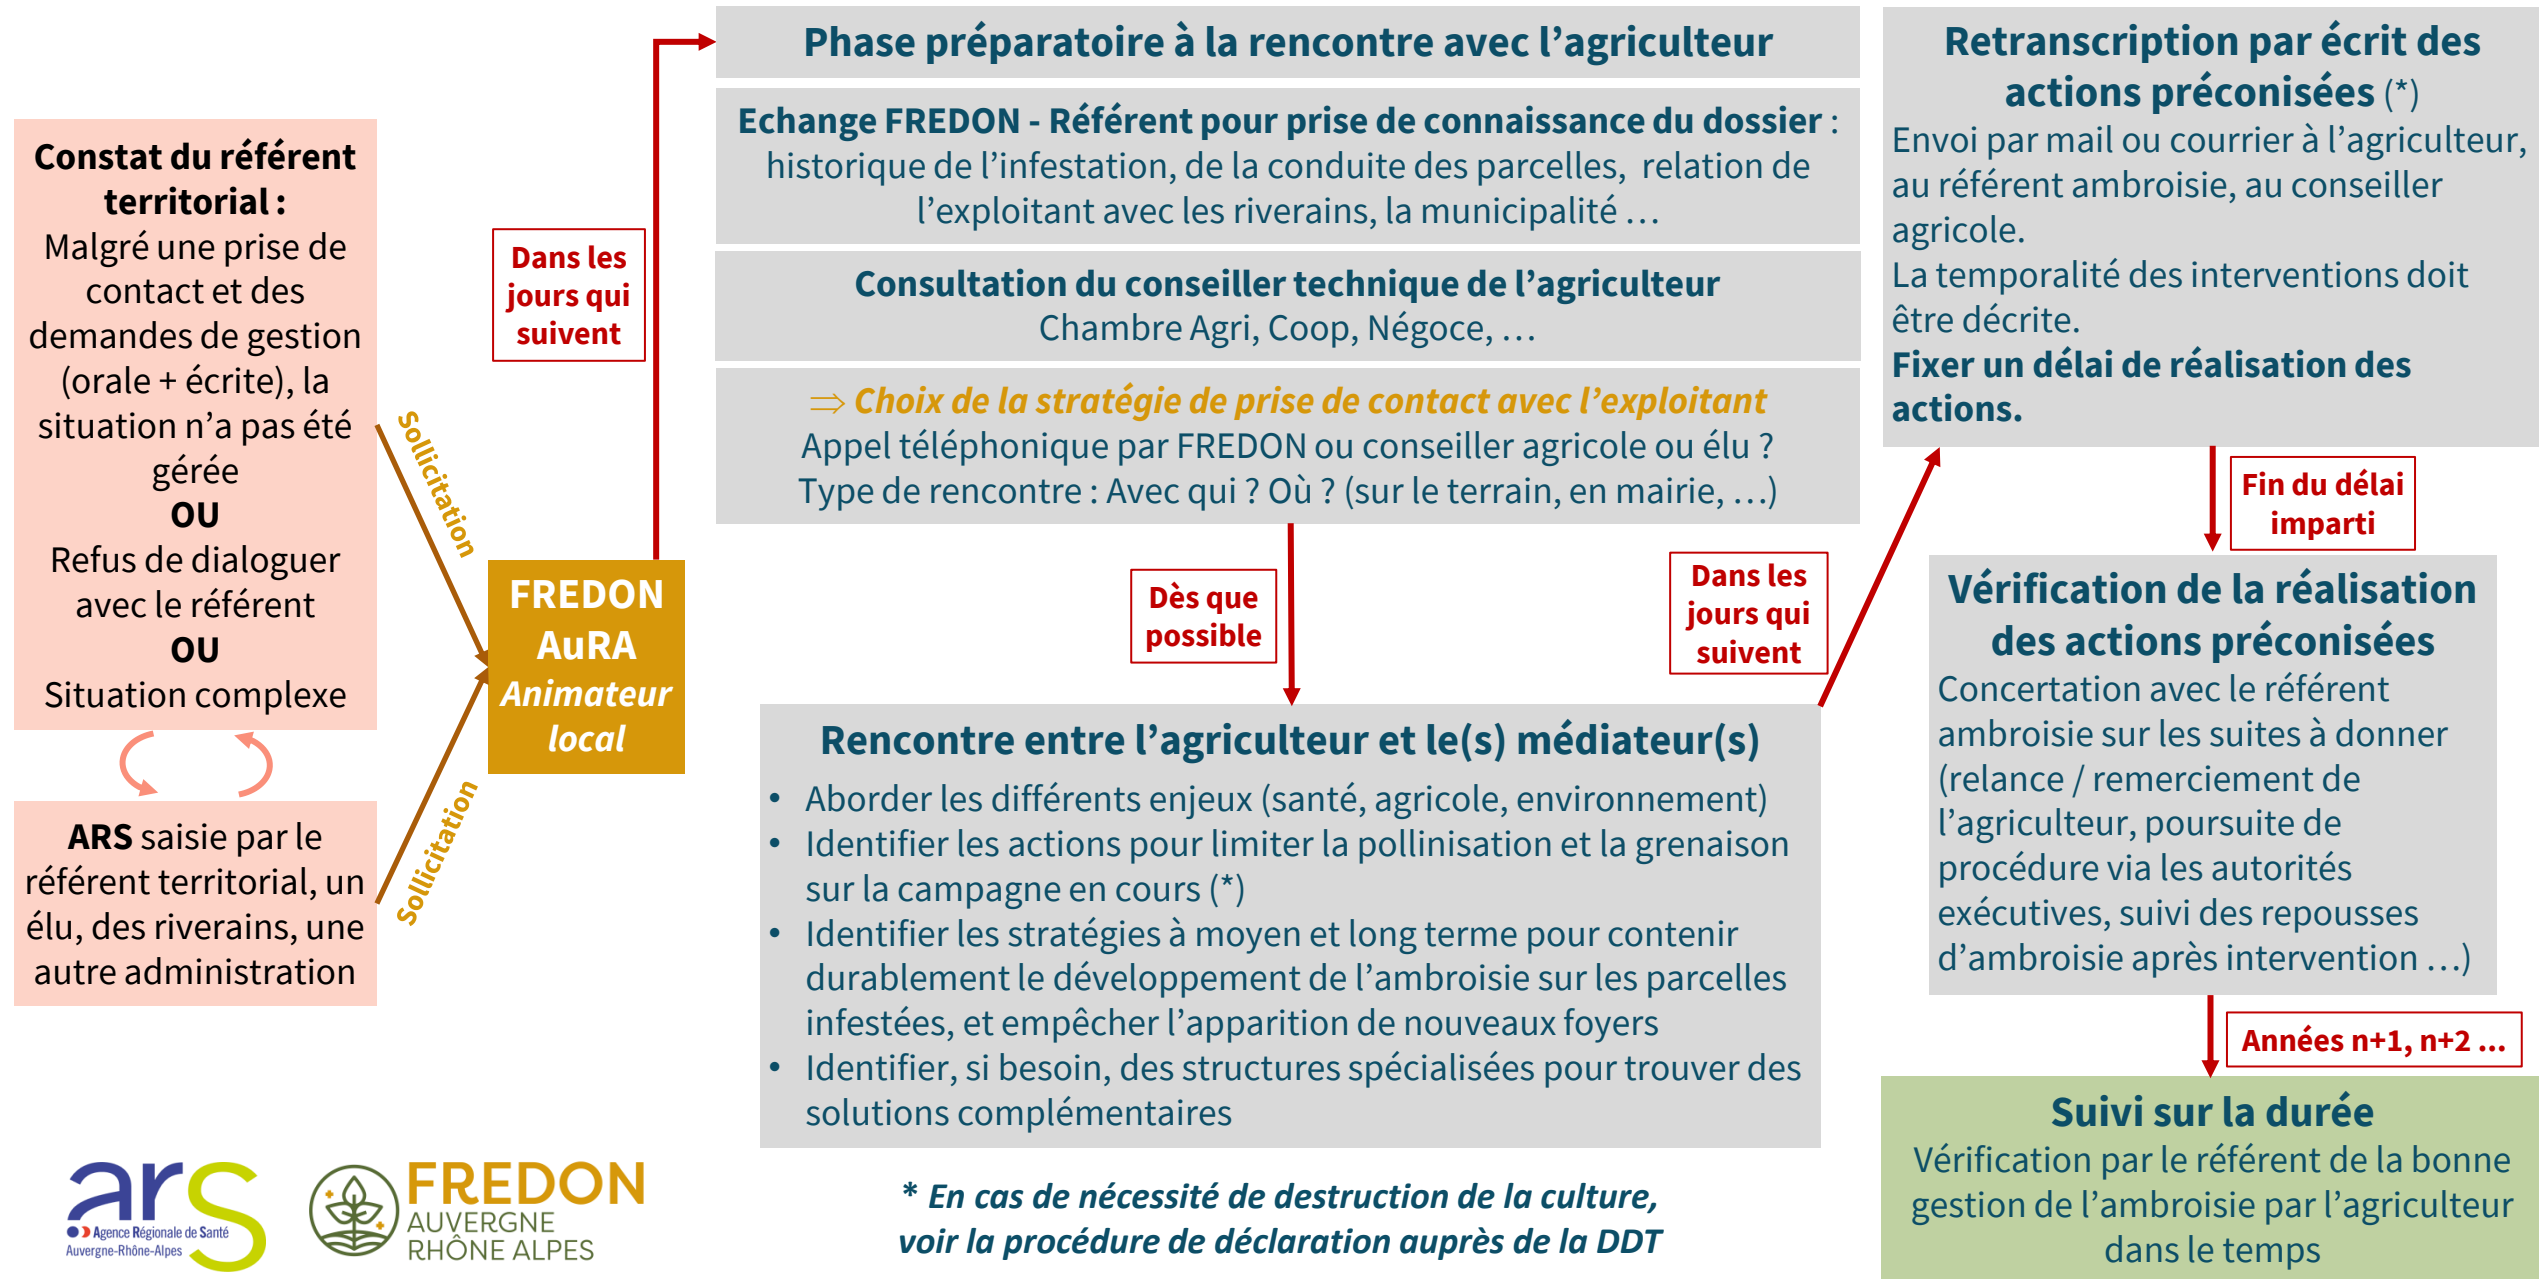 Constat du référent
territorial :
Malgré une prise de
contact et des
demandes de gestion
(orale + écrite), la
situation n’a pas été
gérée
OU
Refus de dialoguer
avec le référent
OU
Situation complexe
ARS saisie par le
référent territorial, un
élu, des riverains, une
autre administration
Sollicitation
Sollicitation
FREDON
AuRA
Animateur
local
Dans les
jours qui
suivent
Phase préparatoire à la rencontre avec l’agriculteur
Echange FREDON - Référent pour prise de connaissance du dossier :
historique de l’infestation, de la conduite des parcelles, relation de
l’exploitant avec les riverains, la municipalité …
Consultation du conseiller technique de l’agriculteur
Chambre Agri, Coop, Négoce, …
⇒ Choix de la stratégie de prise de contact avec l’exploitant
Appel téléphonique par FREDON ou conseiller agricole ou élu ?
Type de rencontre : Avec qui ? Où ? (sur le terrain, en mairie, …)
Dès que
possible
Rencontre entre l’agriculteur et le(s) médiateur(s)
• Aborder les différents enjeux (santé, agricole, environnement)
• Identifier les actions pour limiter la pollinisation et la grenaison
sur la campagne en cours (*)
• Identifier les stratégies à moyen et long terme pour contenir
durablement le développement de l’ambroisie sur les parcelles
infestées, et empêcher l’apparition de nouveaux foyers
• Identifier, si besoin, des structures spécialisées pour trouver des
solutions complémentaires
* En cas de nécessité de destruction de la culture,
voir la procédure de déclaration auprès de la DDT
Dans les
jours qui
suivent
Retranscription par écrit des
actions préconisées (*)
Envoi par mail ou courrier à l’agriculteur,
au référent ambroisie, au conseiller
agricole.
La temporalité des interventions doit
être décrite.
Fixer un délai de réalisation des
actions.
Fin du délai
imparti
Vérification de la réalisation
des actions préconisées
Concertation avec le référent
ambroisie sur les suites à donner
(relance / remerciement de
l’agriculteur, poursuite de
procédure via les autorités
exécutives, suivi des repousses
d’ambroisie après intervention …)
Années n+1, n+2 ...
Suivi sur la durée
Vérification par le référent de la bonne
gestion de l’ambroisie par l’agriculteur
dans le temps
ars
Agence Régionale de Santé
Auvergne-Rhône-Alpes
FREDON
AUVERGNE
RHÔNE ALPES